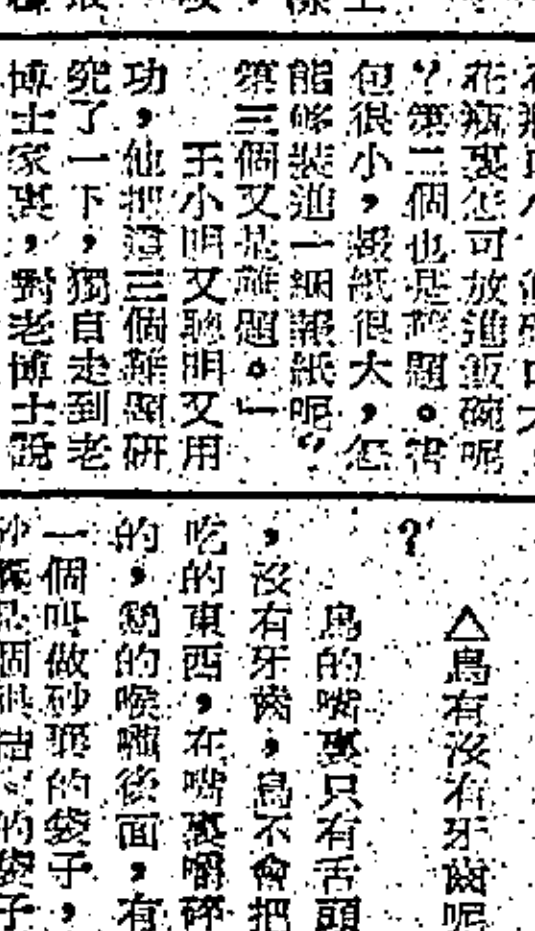 花瓶裏怎可放進飯碗呢
？第二個也是難題。書
包很小，報紙很大，怎
能够裝進一綑報紙呢？
第三個又是難題。」
王小明又聰明又用
功，他把這三個難題研
究了一下，獨自走到老
博士家裏，對老博士說
△鳥有沒有牙齒呢
？
鳥的嘴裏只有舌頭
，沒有牙齒，鳥不會把
吃的東西，在嘴裏嚼碎
的，鳥的喉嚨後面，有
一個叫做砂囊的袋子，